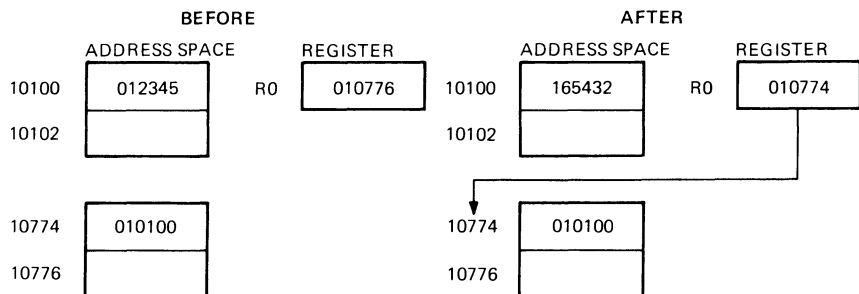 BEFORE AFTER
ADDRESS SPACE REGISTER ADDRESS SPACE REGISTER
10100 012345 R0 010776 10100 165432 R0 010774
10102 10102
10774 010100 10774 010100
10776 10776